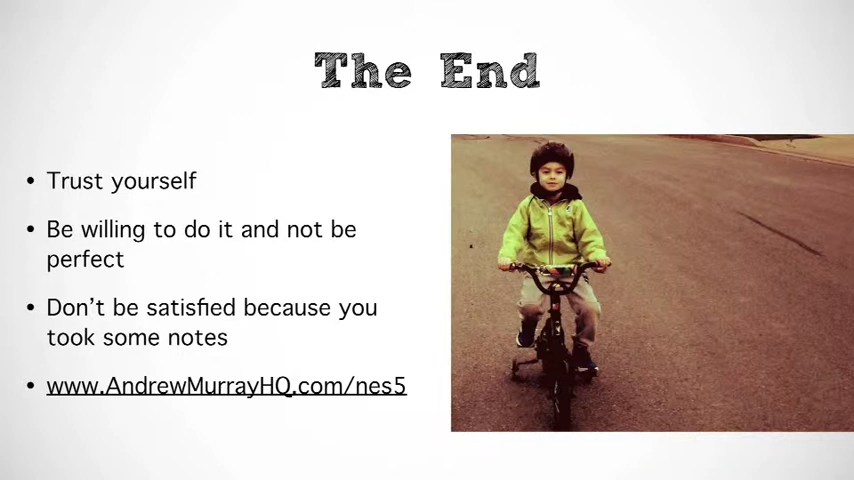 The End
• Trust yourself
• Be willing to do it and not be
perfect
• Don’t be satisfied because you
took some notes
• www.AndrewMurrayHQ.com/nes5